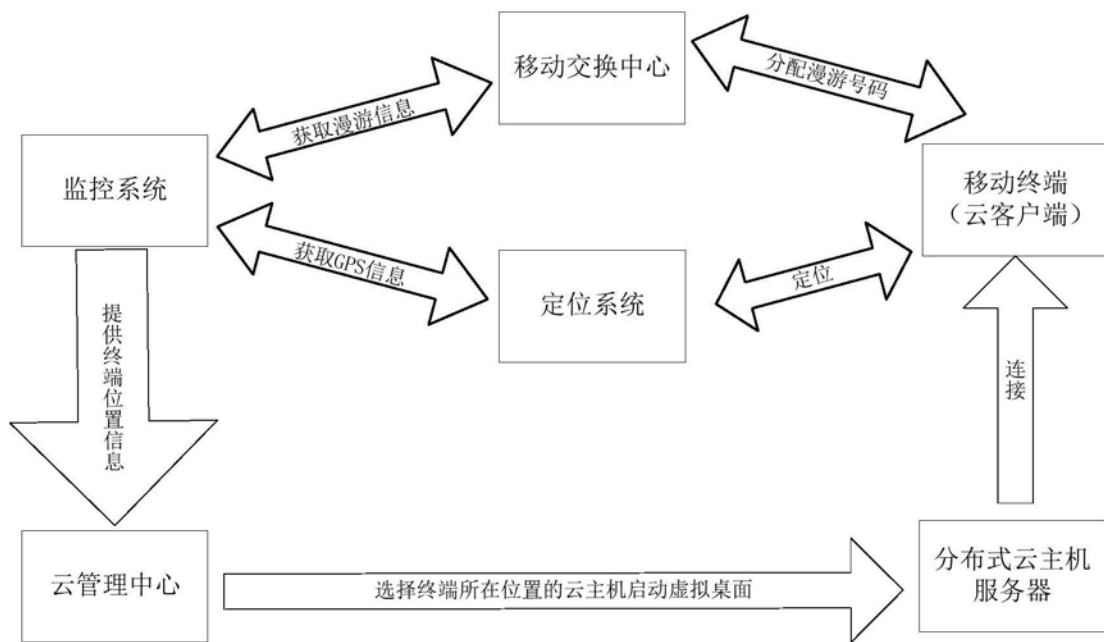 移动交换中心
分配漫游号码
获取漫游信息
监控系统
移动终端
（云客户端）
获取GPS信息
定位系统
定位
提供终端位置信息
连接
云管理中心
选择终端所在位置的云主机启动虚拟桌面
分布式云主机
服务器